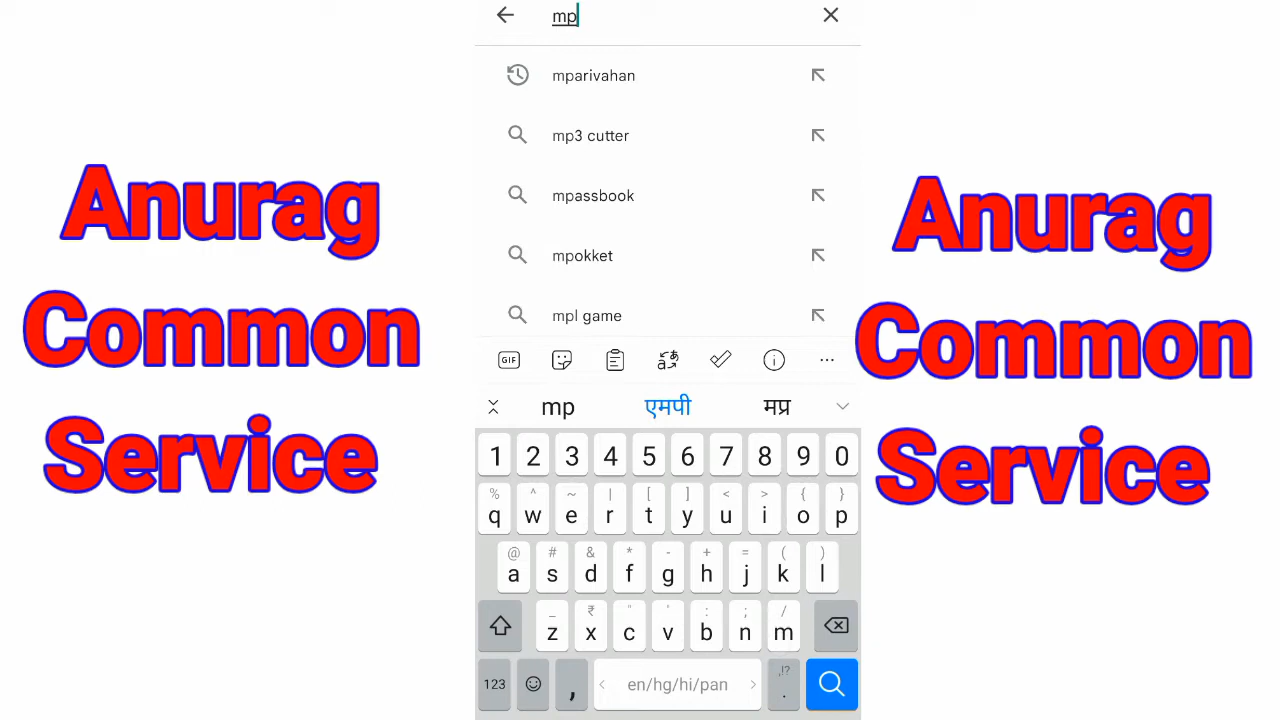 mp
mparivahan
mp3 cutter
mpassbook
mpokket
mpl game
GIF
mp एमपी मप्र
1 2 3 4 5 6 7 8 9 0
% ^ ~ | [ ] < > { }
q w e r t y u i o p
@ # & * - + = ( )
a s d f g h j k l
_ ₹ " ' : ; /
z x c v b n m
123 , en/hg/hi/pan ,!? .
Anurag
Common
Service
Anurag
Common
Service